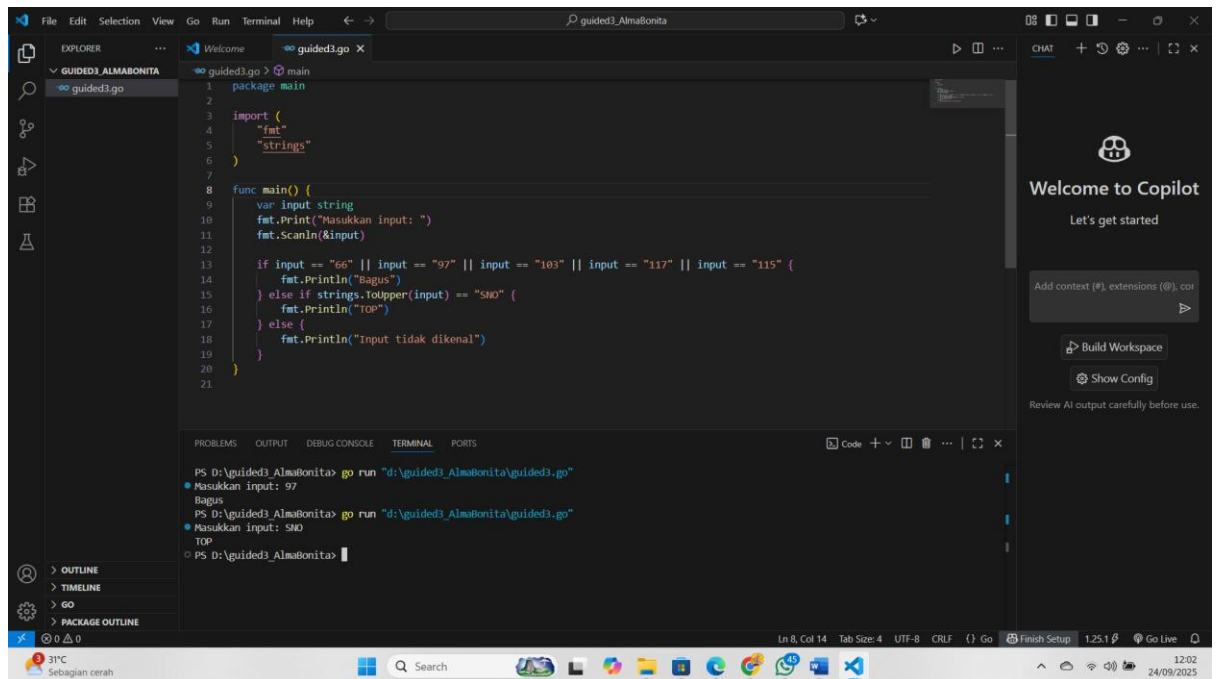 File Edit Selection View Go Run Terminal Help
guided3_AlmaBonita
EXPLORER
GUIDED3_ALMABONITA
guided3.go
Welcome
guided3.go
guided3.go > main
1 package main
2
3 import (
4 "fmt"
5 "strings"
6 )
7
8 func main() {
9 var input string
10 fmt.Print("Masukkan input: ")
11 fmt.Scanln(&input)
12
13 if input == "66" || input == "97" || input == "103" || input == "117" || input == "115" {
14 fmt.Println("Bagus")
15 } else if strings.ToUpper(input) == "SNO" {
16 fmt.Println("TOP")
17 } else {
18 fmt.Println("Input tidak dikenal")
19 }
20 }
21
PROBLEMS OUTPUT DEBUG CONSOLE TERMINAL PORTS
Code
PS D:\guided3_AlmaBonita> go run "d:\guided3_AlmaBonita\guided3.go"
Masukkan input: 97
Bagus
PS D:\guided3_AlmaBonita> go run "d:\guided3_AlmaBonita\guided3.go"
Masukkan input: SNO
TOP
PS D:\guided3_AlmaBonita>
CHAT
Welcome to Copilot
Let's get started
Add context (#), extensions (@), cor
Build Workspace
Show Config
Review AI output carefully before use.
OUTLINE
TIMELINE
GO
PACKAGE OUTLINE
0 0
Ln 8, Col 14 Tab Size: 4 UTF-8 CRLF {} Go Finish Setup 1.25.1 Go Live
3
31°C
Sebagian cerah
Search
45
12:02
24/09/2025